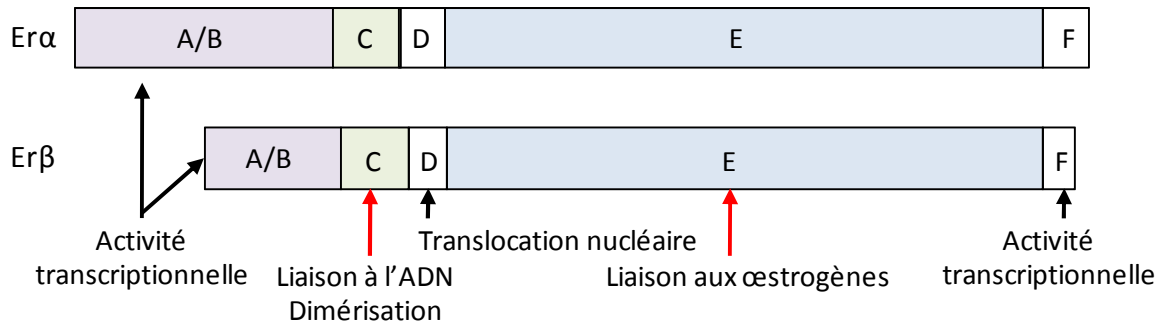 Erα A/B C D E F
Erβ A/B C D E F
Activité
transcriptionnelle
Liaison à l’ADN
Dimérisation
Translocation nucléaire
Liaison aux œstrogènes
Activité
transcriptionnelle